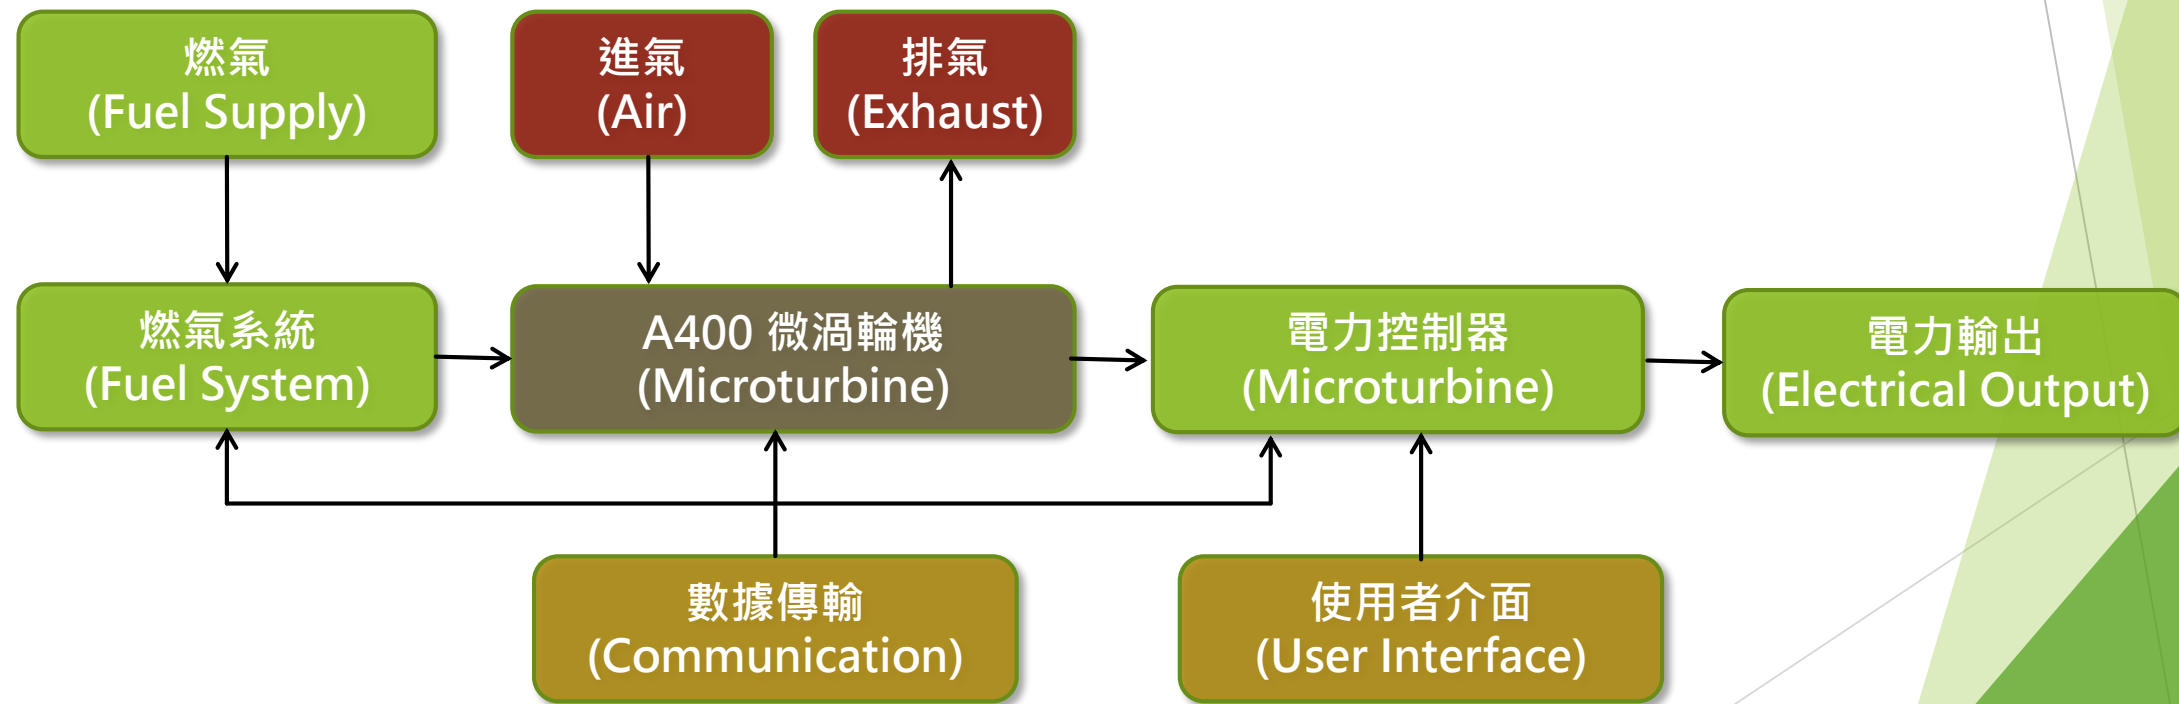 燃氣
(Fuel Supply)
進氣
(Air)
排氣
(Exhaust)
燃氣系統
(Fuel System)
A400 微渦輪機
(Microturbine)
電力控制器
(Microturbine)
電力輸出
(Electrical Output)
數據傳輸
(Communication)
使用者介面
(User Interface)